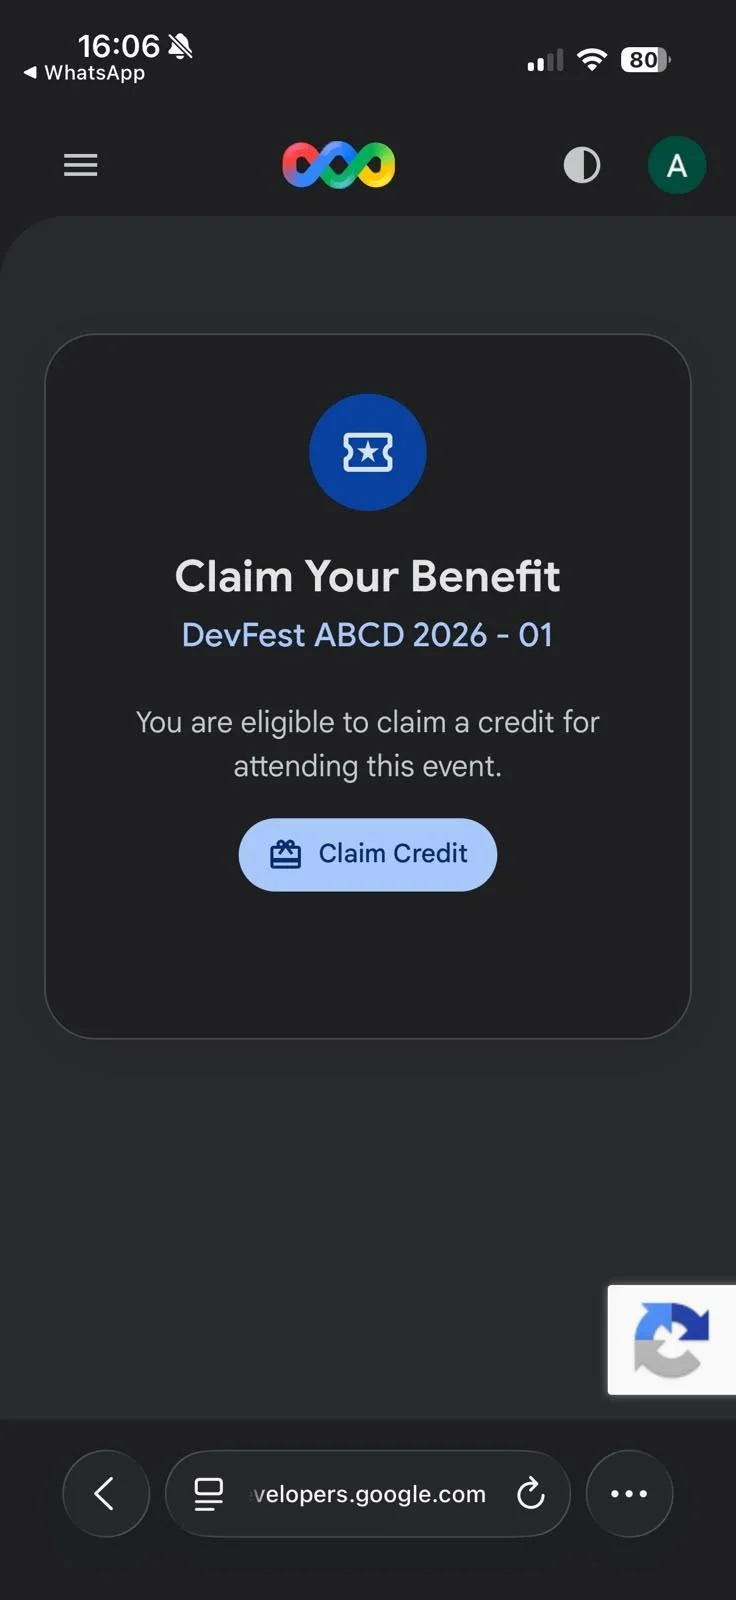 16:06
◀ WhatsApp
80
A
Claim Your Benefit
DevFest ABCD 2026 - 01
You are eligible to claim a credit for
attending this event.
Claim Credit
velopers.google.com